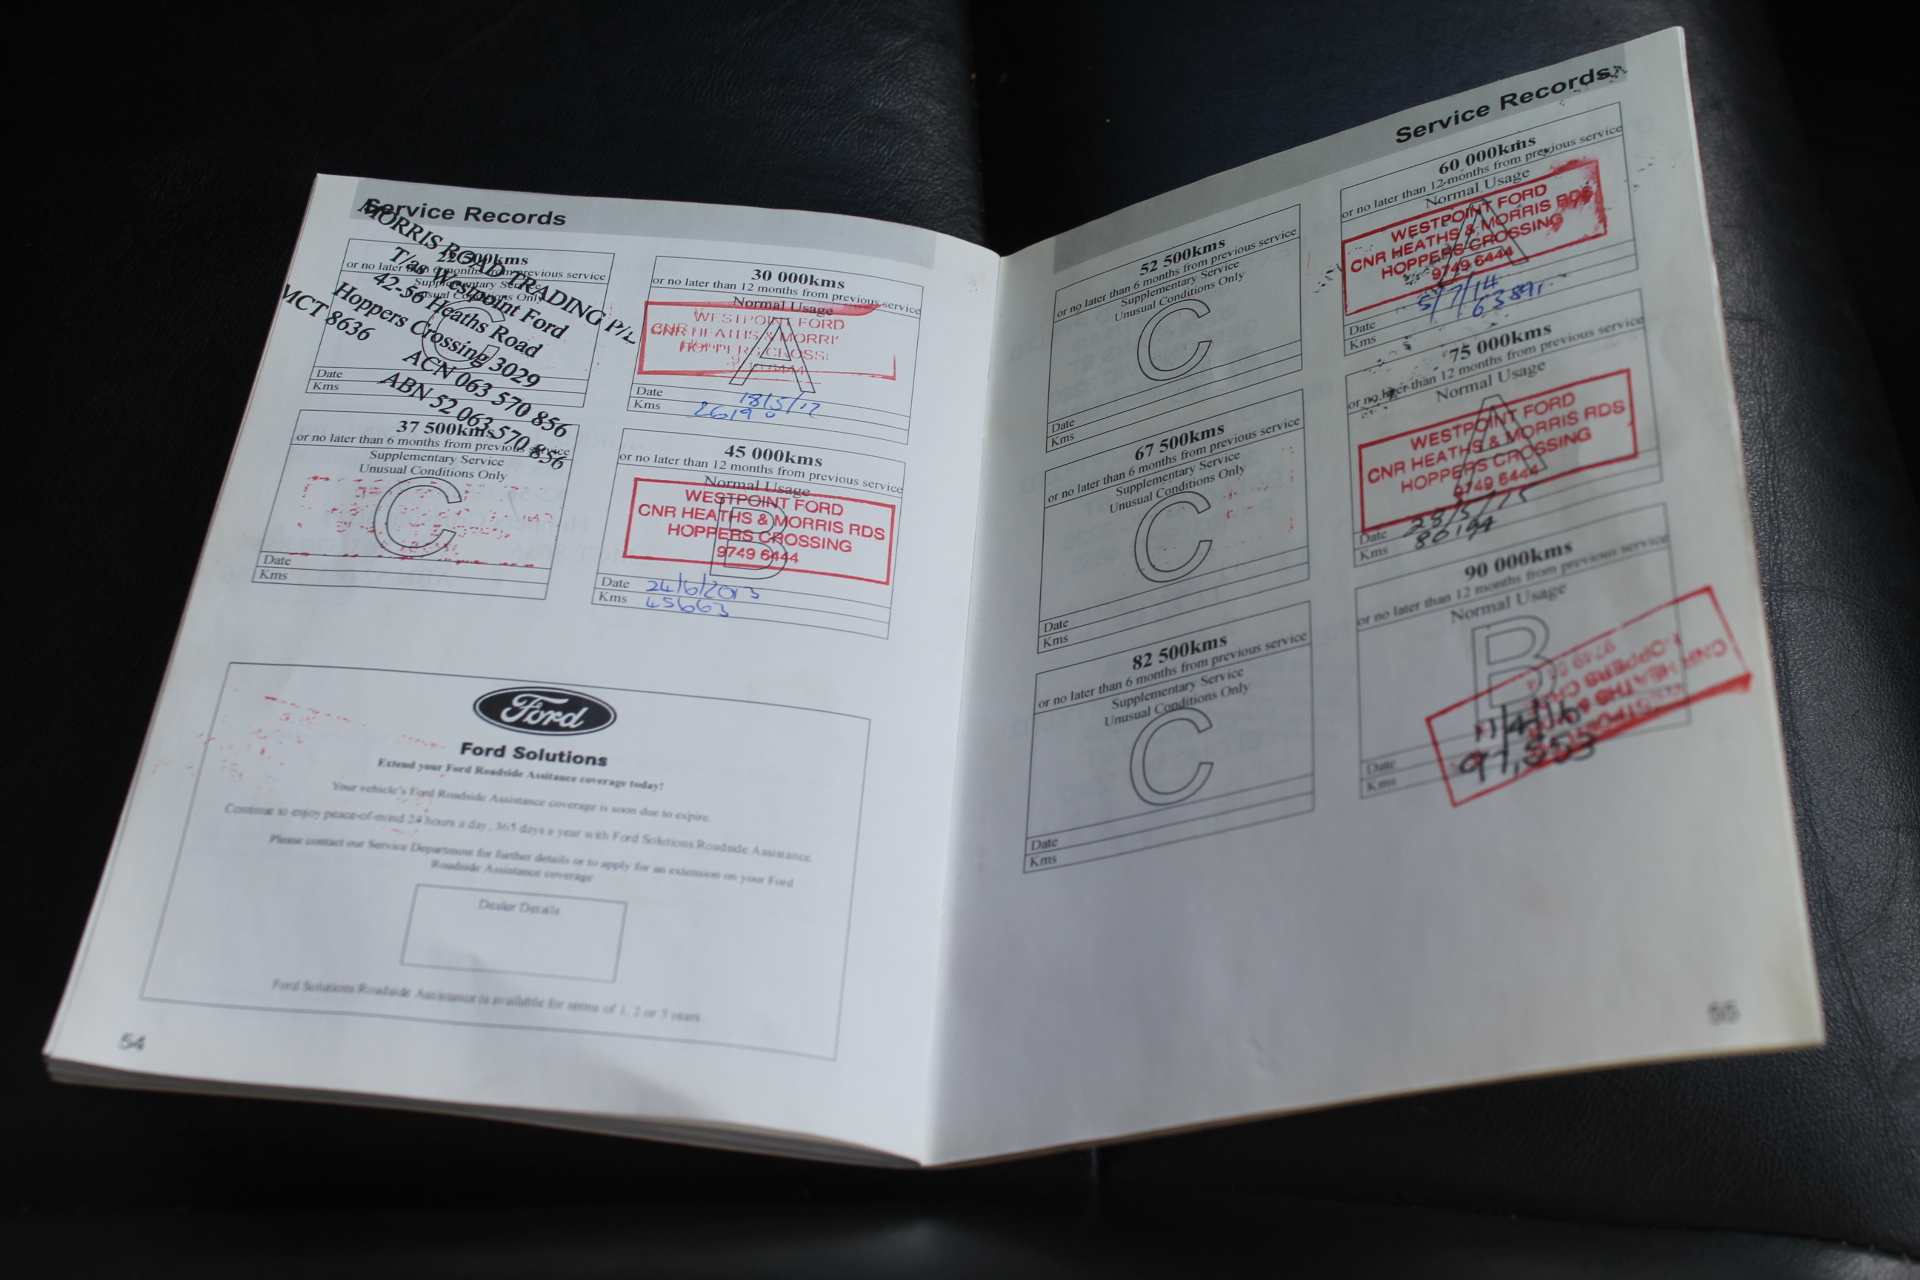 Service Records
MORRIS ROAD TRADING P/L
T/as Westpoint Ford
42-56 Heaths Road
Hoppers Crossing 3029
MCT 8636
ACN 063 570 856
ABN 52 063 570 856
22 500kms
or no later than 6 months from previous service
Supplementary Service
Unusual Conditions Only
C
Date
Kms
30 000kms
or no later than 12 months from previous service
Normal Usage
WESTPOINT FORD
CNR HEATHS & MORRI
HOPPERS CROSSI
A
Date 18/5/12
Kms 26190
37 500kms
or no later than 6 months from previous service
Supplementary Service
Unusual Conditions Only
C
Date
Kms
45 000kms
or no later than 12 months from previous service
Normal Usage
WESTPOINT FORD
CNR HEATHS & MORRIS RDS
HOPPERS CROSSING
9749 6444
B
Date 24/6/2013
Kms 45663
Ford
Ford Solutions
Extend your Ford Roadside Assitance coverage today!
Your vehicle's Ford Roadside Assistance coverage is soon due to expire.
Continue to enjoy peace-of-mind 24 hours a day, 365 days a year with Ford Solutions Roadside Assistance
Please contact our Service Department for further details or to apply for an extension on your Ford
Roadside Assistance coverage
Dealer Details
Ford Solutions Roadside Assistance is available for terms of 1, 2 or 3 years
54
Service Records
52 500kms
or no later than 6 months from previous service
Supplementary Service
Unusual Conditions Only
C
Date
Kms
60 000kms
or no later than 12 months from previous service
Normal Usage
WESTPOINT FORD
CNR HEATHS & MORRIS RDS
HOPPERS CROSSING
9749 6444
A
Date 5/7/14
63891
67 500kms
or no later than 6 months from previous service
Supplementary Service
Unusual Conditions Only
C
Date
Kms
75 000kms
or no later than 12 months from previous service
Normal Usage
WESTPOINT FORD
CNR HEATHS & MORRIS RDS
HOPPERS CROSSING
9749 6444
A
Date 28/5/15
Kms 80194
82 500kms
or no later than 6 months from previous service
Supplementary Service
Unusual Conditions Only
C
Date
Kms
90 000kms
or no later than 12 months from previous service
Normal Usage
B
CNR HEATHS &
HOPPERS
9749
Date 11/4/16
Kms 97,553
55